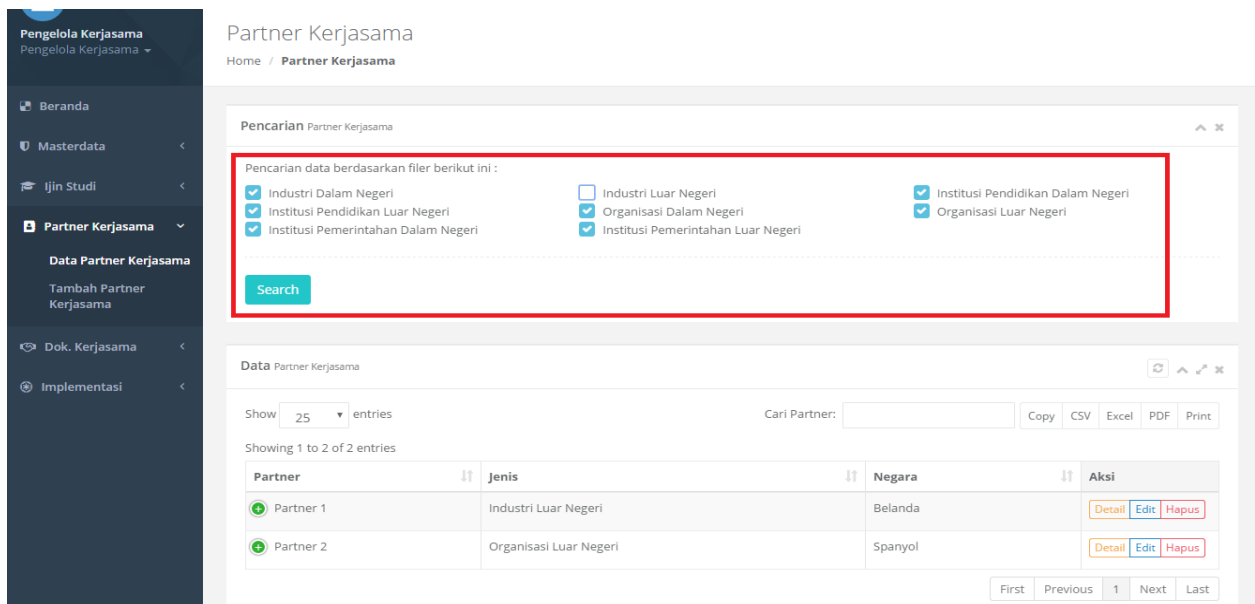 Pengelola Kerjasama
Pengelola Kerjasama
Beranda
Masterdata
Ijin Studi
Partner Kerjasama
Data Partner Kerjasama
Tambah Partner
Kerjasama
Dok. Kerjasama
Implementasi
Partner Kerjasama
Home / Partner Kerjasama
Pencarian Partner Kerjasama
Pencarian data berdasarkan filer berikut ini :
Industri Dalam Negeri Industri Luar Negeri Institusi Pendidikan Dalam Negeri
Institusi Pendidikan Luar Negeri Organisasi Dalam Negeri Organisasi Luar Negeri
Institusi Pemerintahan Dalam Negeri Institusi Pemerintahan Luar Negeri
Search
Data Partner Kerjasama
Show 25 entries Cari Partner: Copy CSV Excel PDF Print
Showing 1 to 2 of 2 entries
Partner Jenis Negara Aksi
Partner 1 Industri Luar Negeri Belanda Detail Edit Hapus
Partner 2 Organisasi Luar Negeri Spanyol Detail Edit Hapus
First Previous 1 Next Last